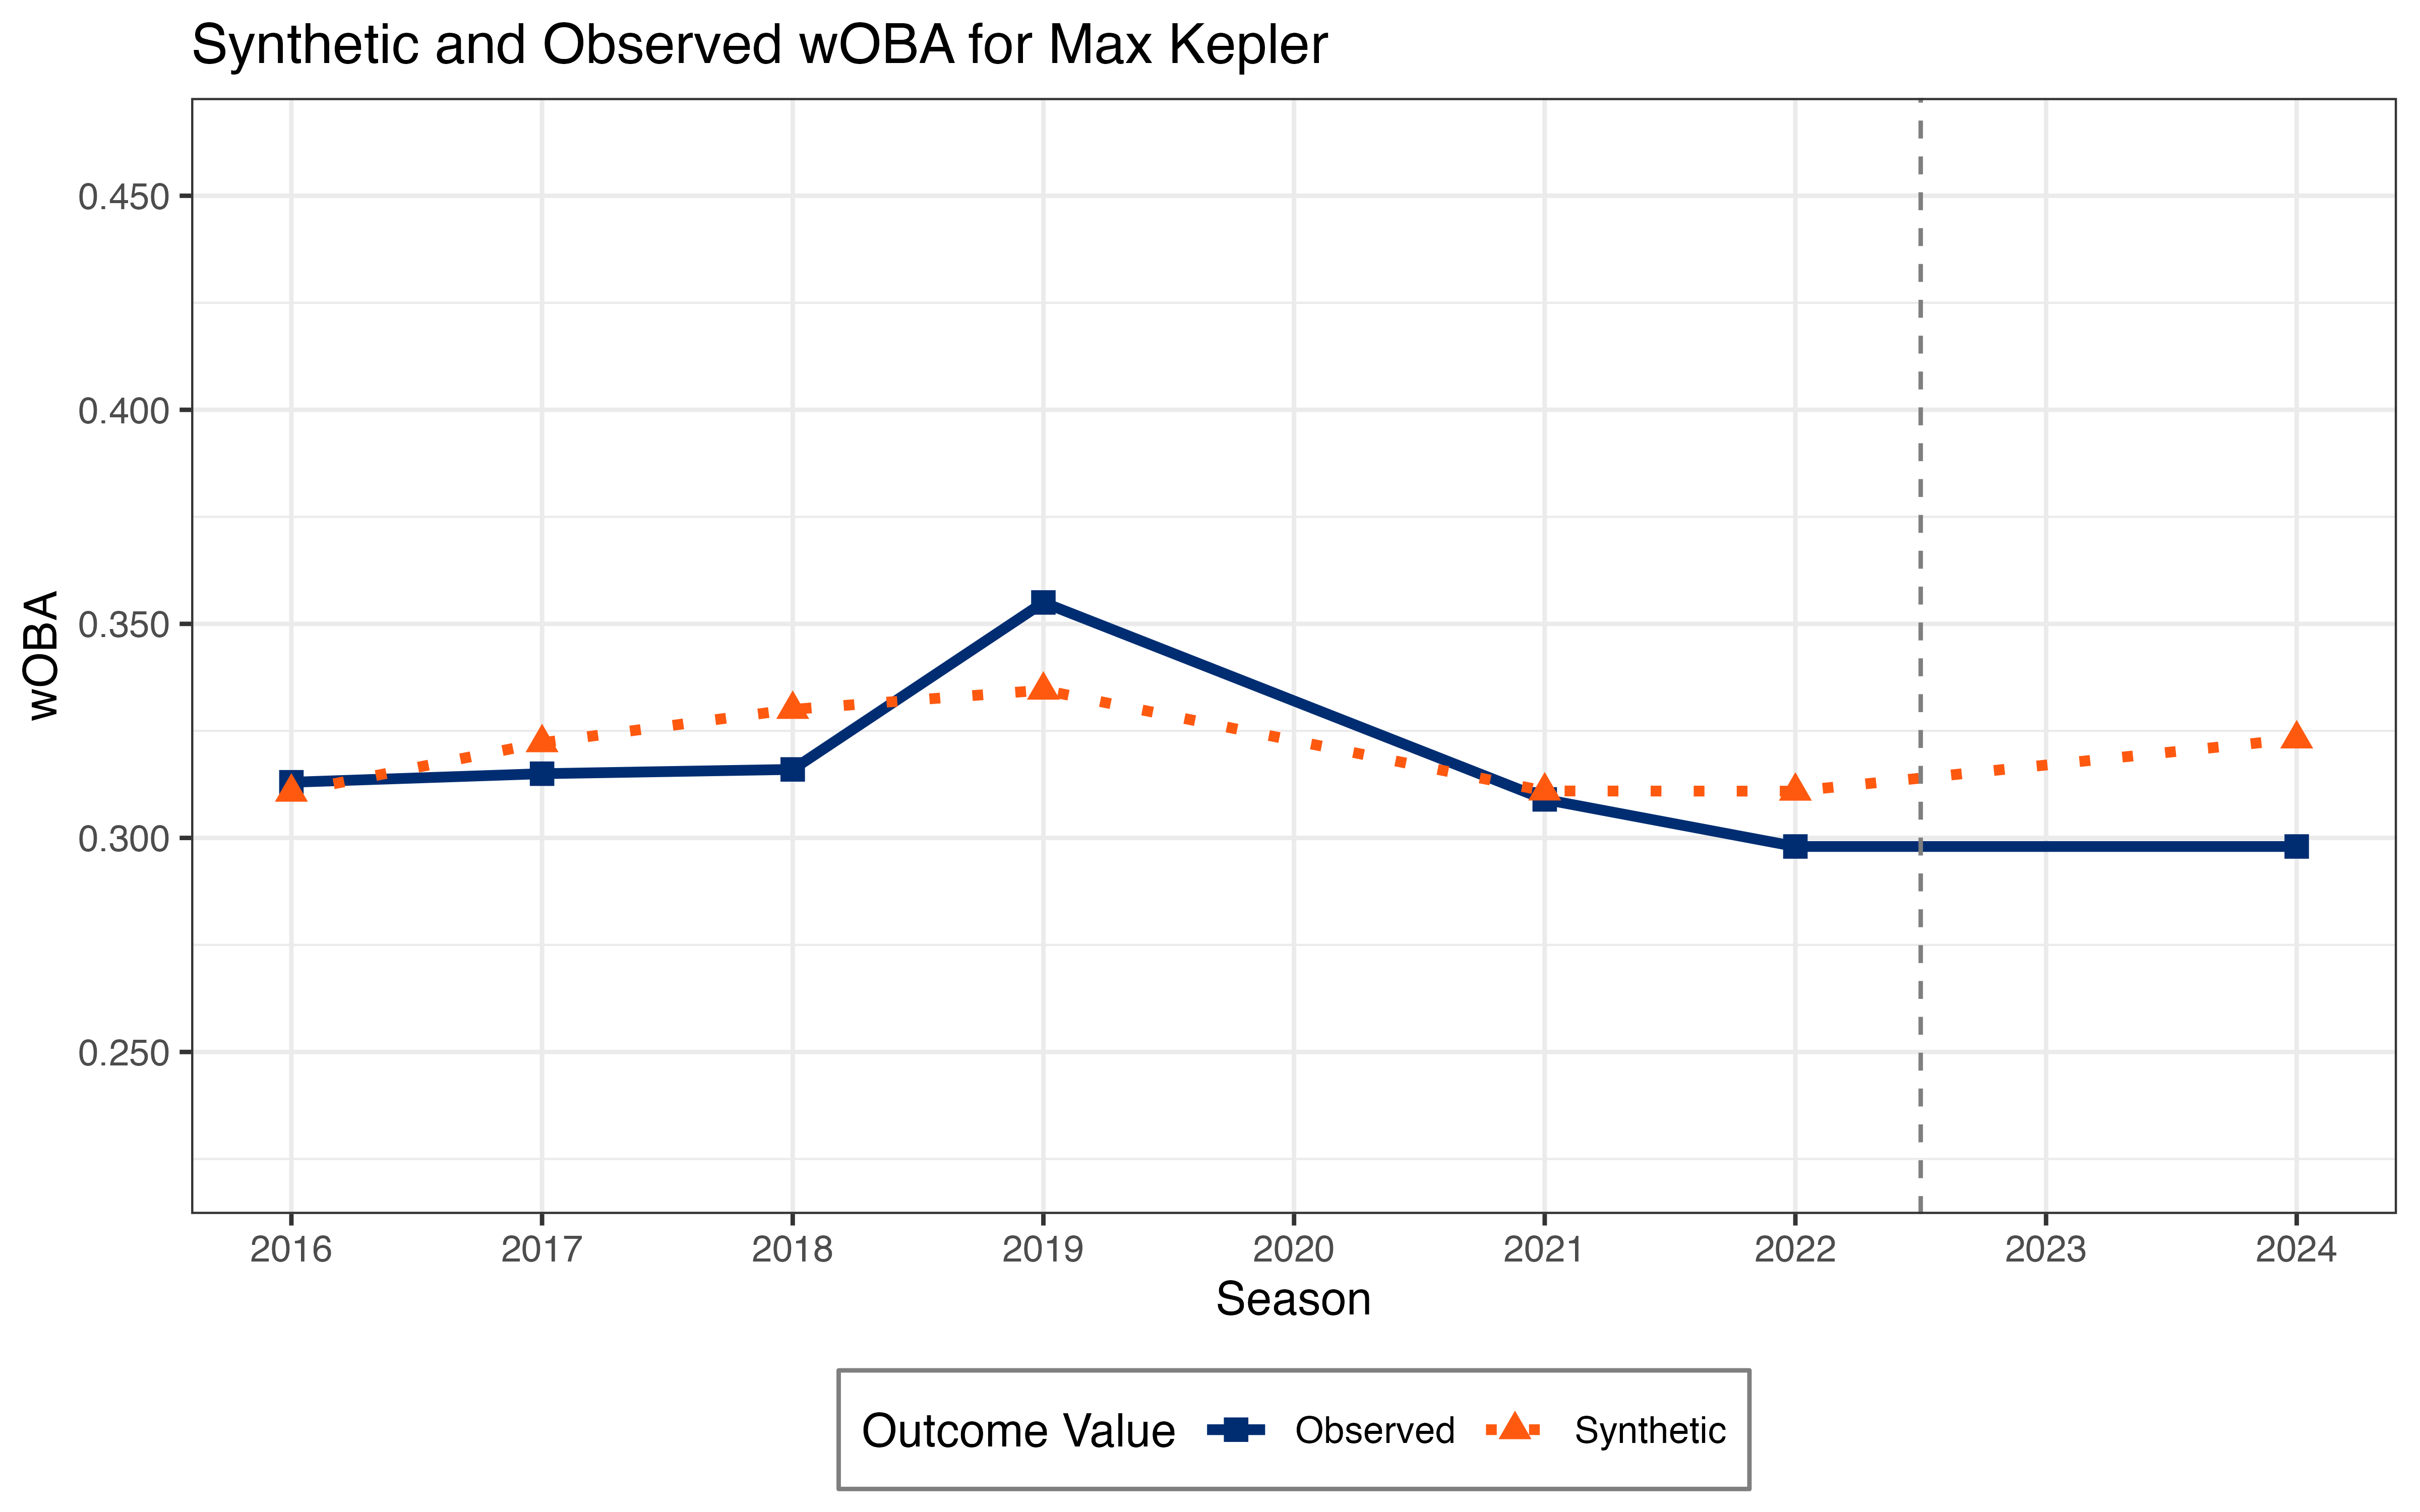 Synthetic and Observed wOBA for Max Kepler
wOBA
0.450
0.400
0.350
0.300
0.250
2016 2017 2018 2019 2020 2021 2022 2023 2024
Season
Outcome Value Observed Synthetic